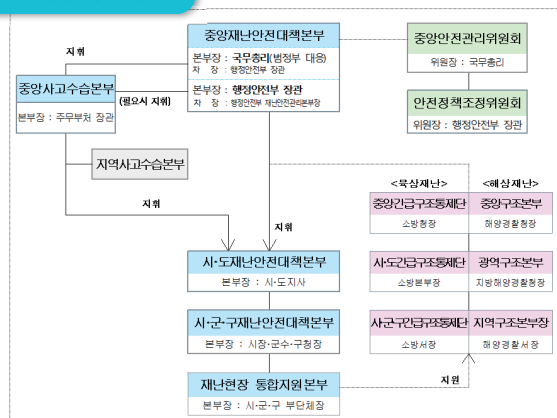 중앙재난안전대책본부
본부장 : 국무총리(범정부 대응)
차 장 : 행정안전부 장관
본부장 : 행정안전부 장관
차 장 : 행정안전부 재난안전관리본부장
중앙안전관리위원회
위원장 : 국무총리
안전정책조정위원회
위원장 : 행정안전부 장관
지휘
(필요시 지휘)
중앙사고수습본부
본부장 : 주무부처 장관
지역사고수습본부
지휘
지휘
<육상재난>
<해상재난>
중앙긴급구조통제단
소방청장
중앙구조본부
해양경찰청장
시·도재난안전대책본부
본부장 : 시·도지사
시·도긴급구조통제단
소방본부장
광역구조본부
지방해양경찰청장
시·군·구재난안전대책본부
본부장 : 시장·군수·구청장
시·군·구긴급구조통제단
소방서장
지역구조본부장
해양경찰서장
재난현장 통합지원본부
본부장 : 시·군·구 부단체장
지원